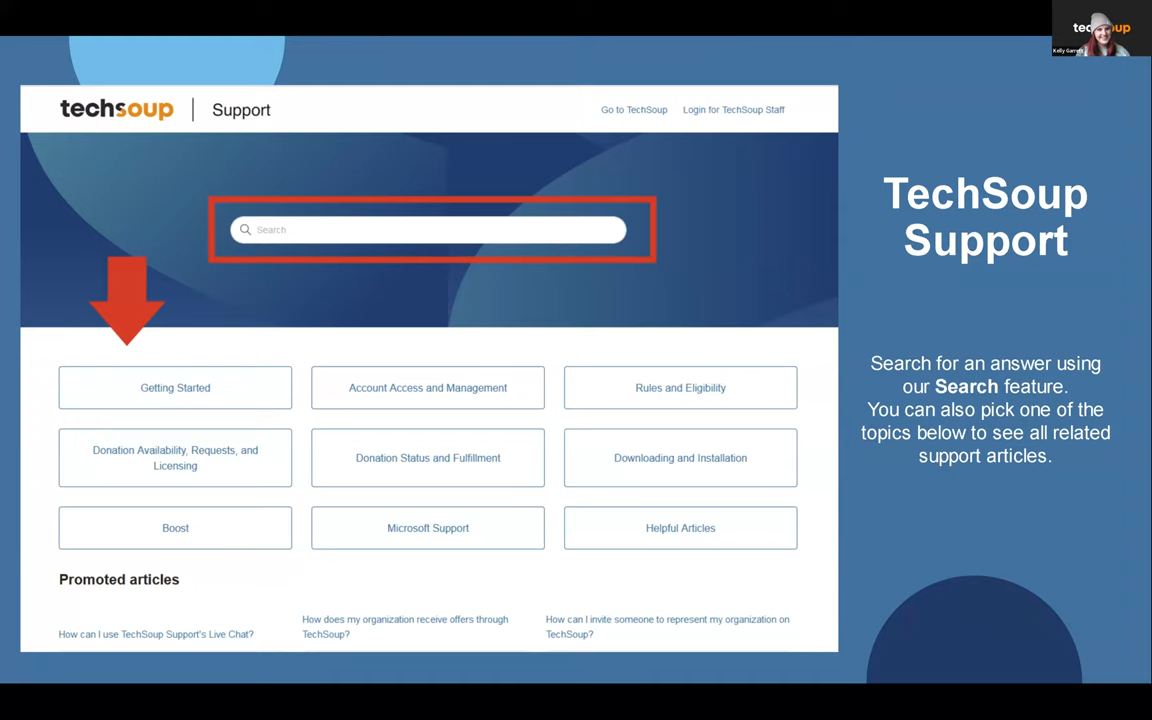 techsoup
Kelly Garrett
techsoup | Support
Go to TechSoup
Login for TechSoup Staff
Search
TechSoup
Support
Search for an answer using
our Search feature.
You can also pick one of the
topics below to see all related
support articles.
Getting Started
Account Access and Management
Rules and Eligibility
Donation Availability, Requests, and
Licensing
Donation Status and Fulfillment
Downloading and Installation
Boost
Microsoft Support
Helpful Articles
Promoted articles
How can I use TechSoup Support's Live Chat?
How does my organization receive offers through
TechSoup?
How can I invite someone to represent my organization on
TechSoup?